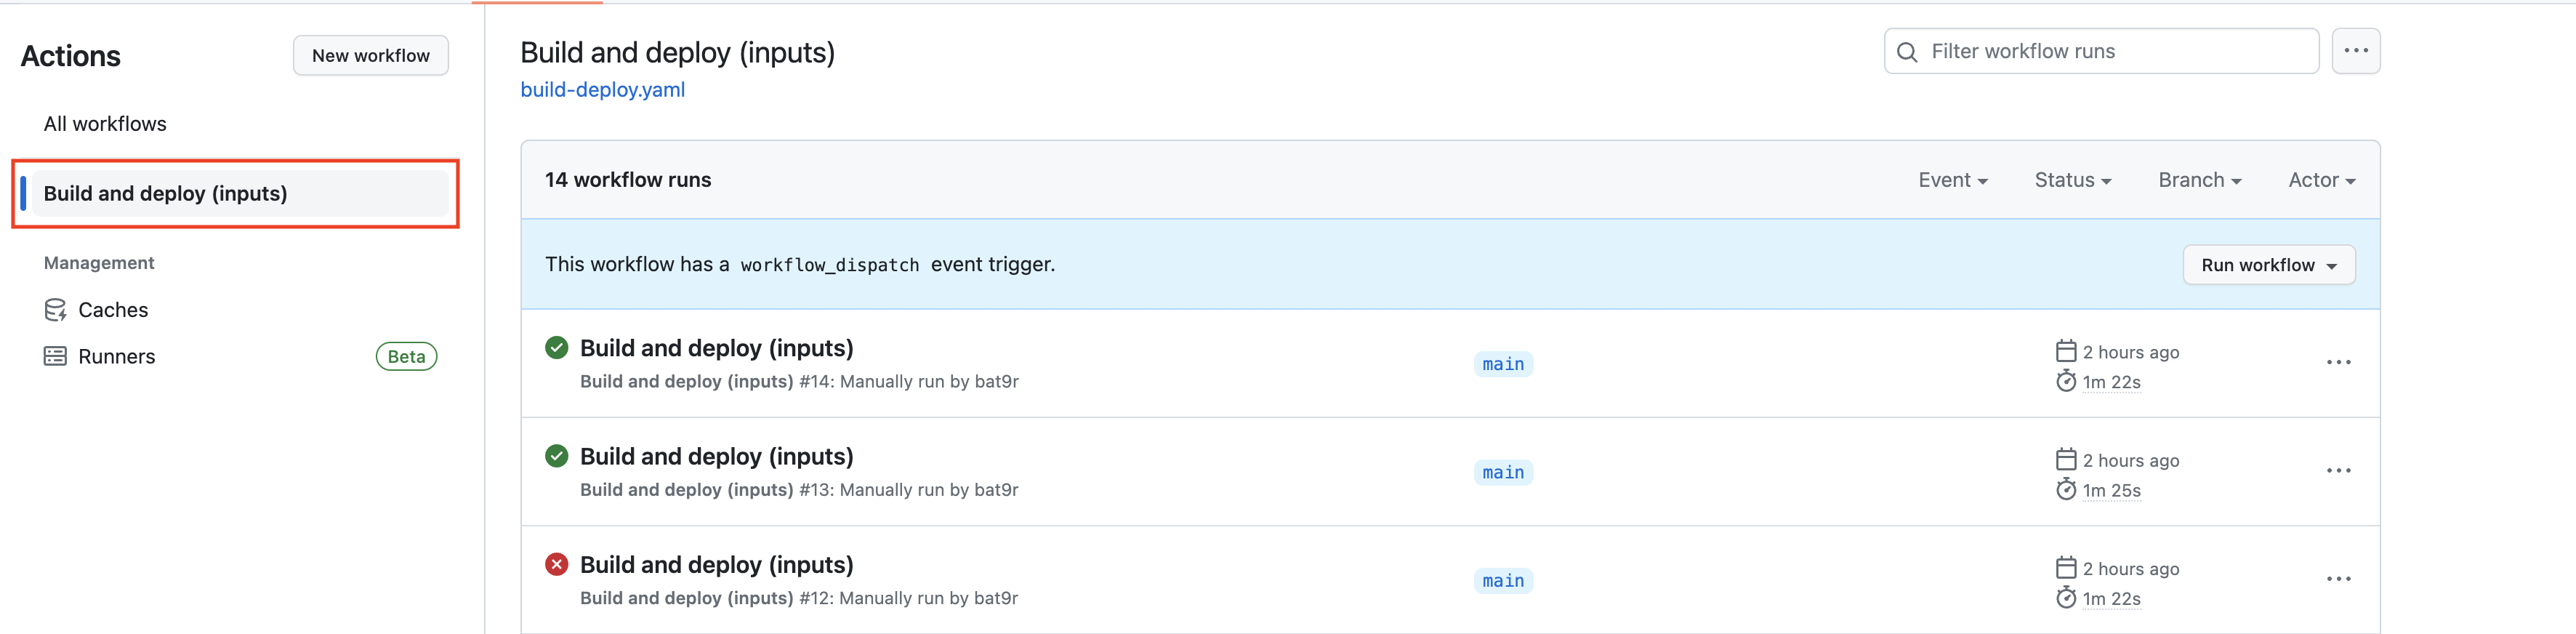 Actions
New workflow
All workflows
Build and deploy (inputs)
Management
Caches
Runners
Beta
Build and deploy (inputs)
build-deploy.yaml
Filter workflow runs
14 workflow runs
Event
Status
Branch
Actor
This workflow has a workflow_dispatch event trigger.
Run workflow
Build and deploy (inputs)
Build and deploy (inputs) #14: Manually run by bat9r
main
2 hours ago
1m 22s
Build and deploy (inputs)
Build and deploy (inputs) #13: Manually run by bat9r
main
2 hours ago
1m 25s
Build and deploy (inputs)
Build and deploy (inputs) #12: Manually run by bat9r
main
2 hours ago
1m 22s